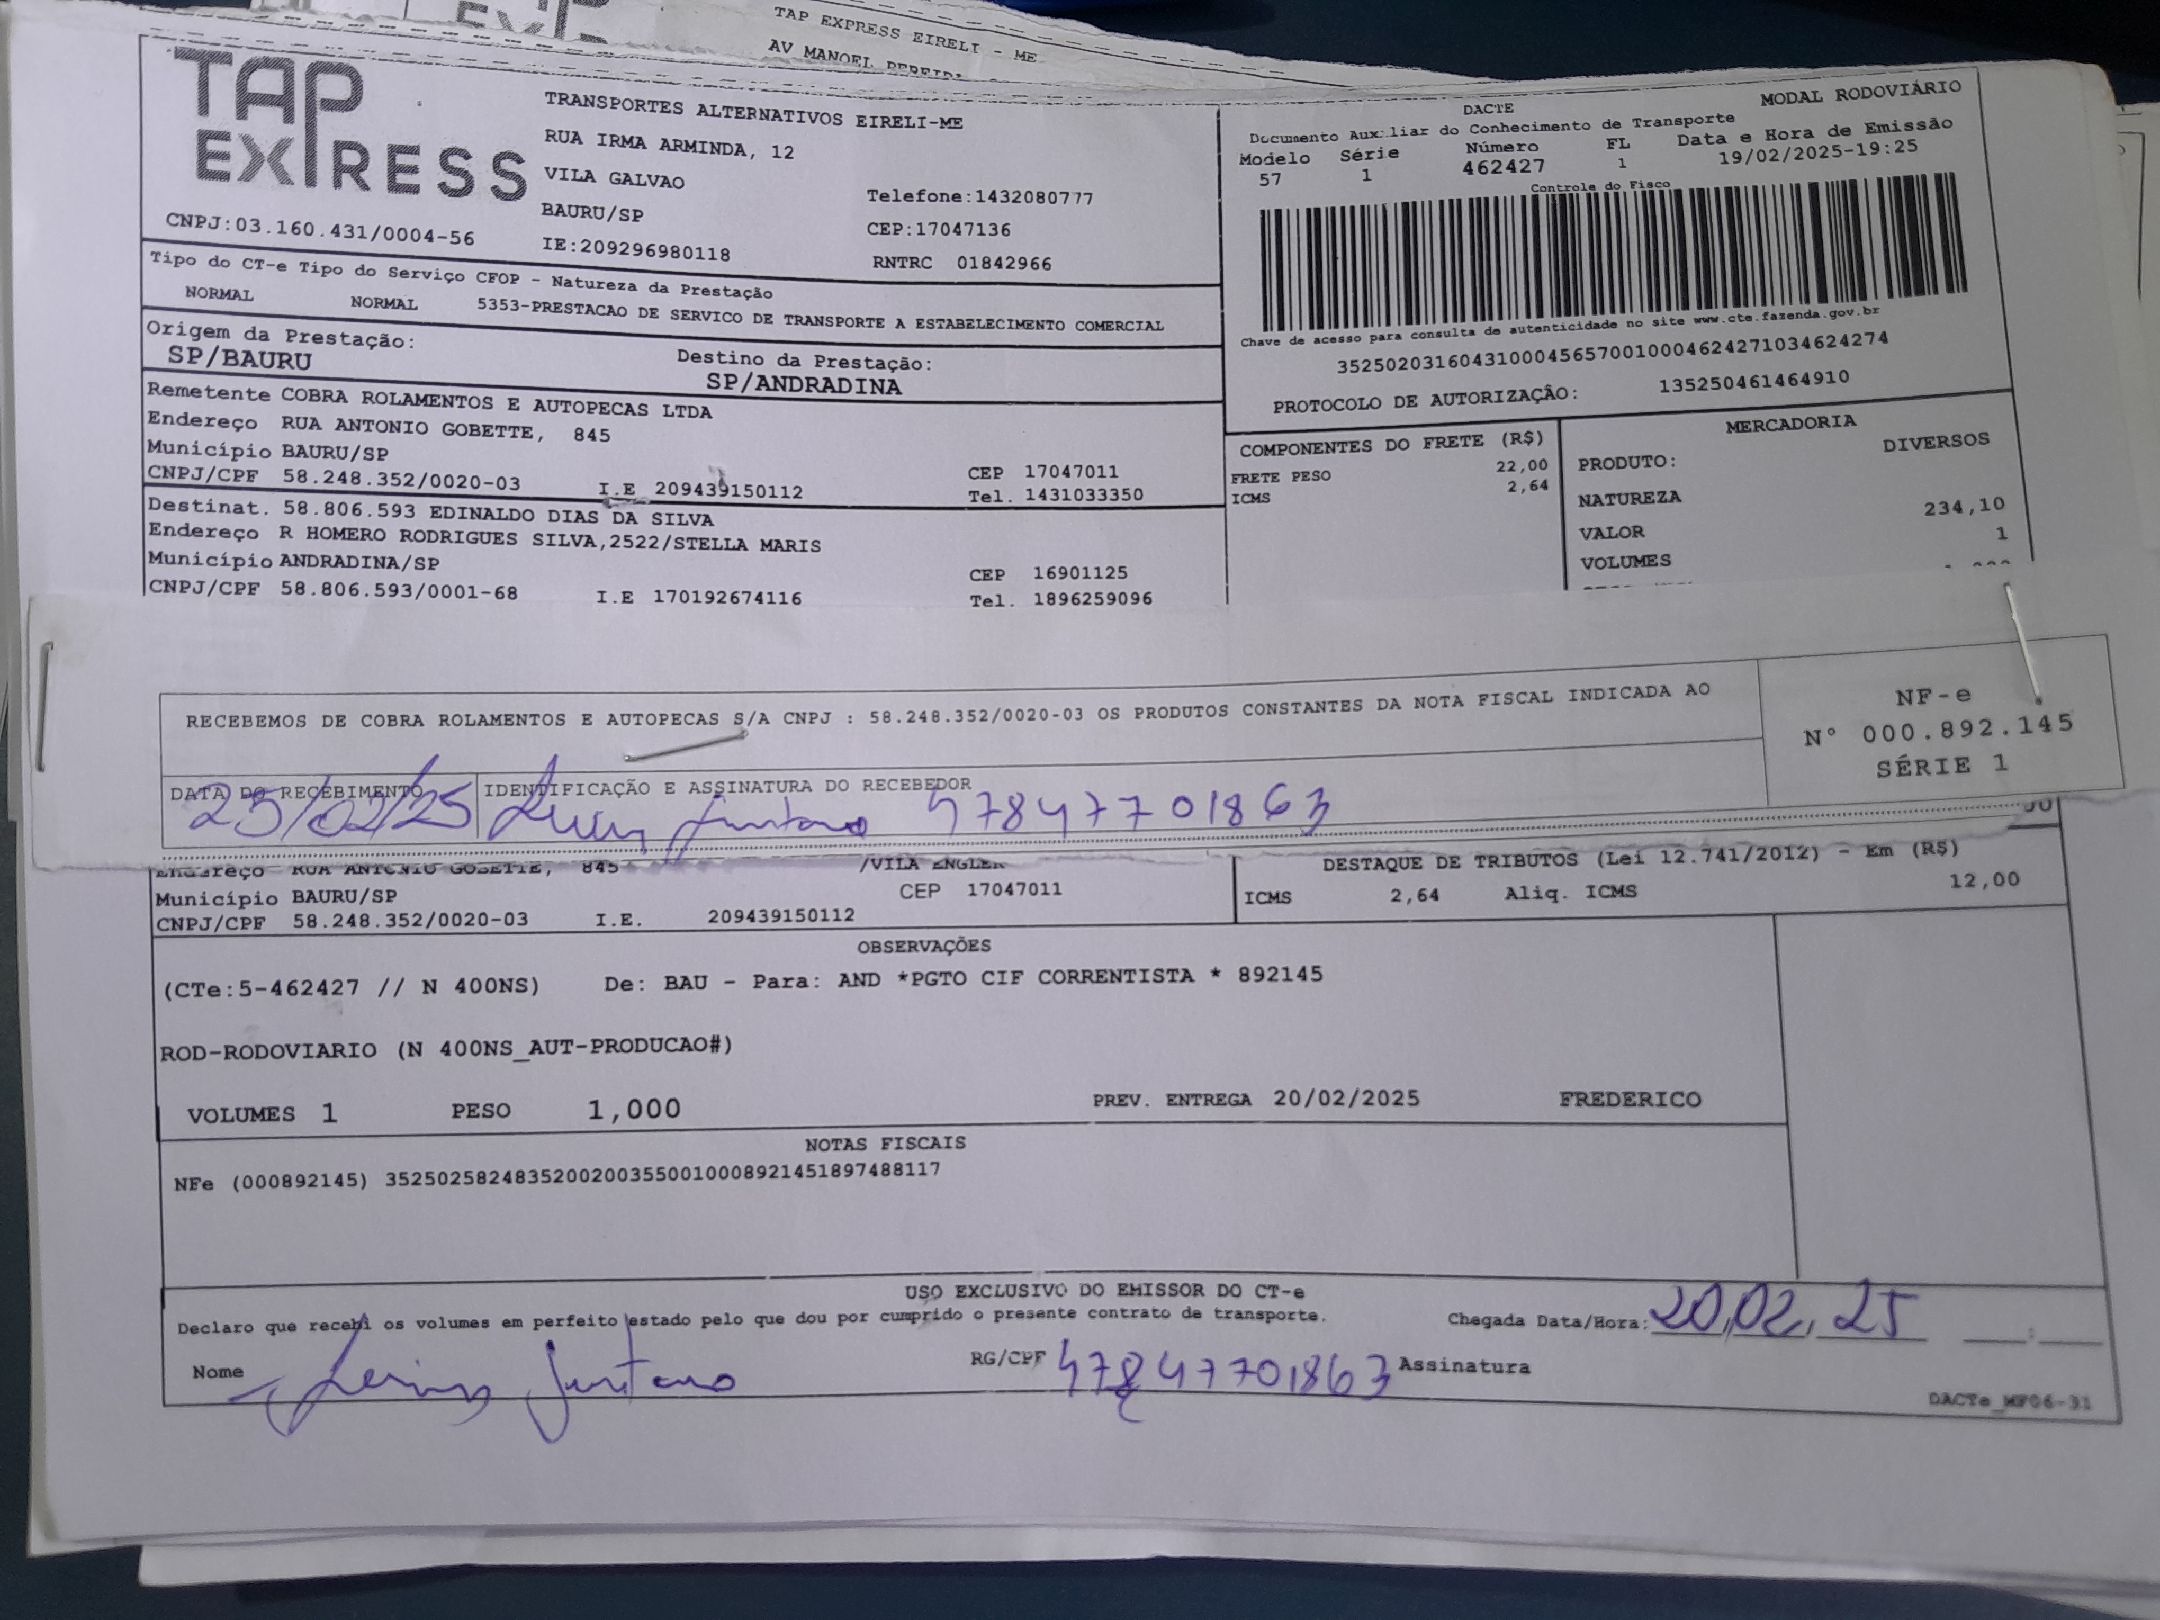 TAP EXPRESS EIRELI - ME
AV MANOEL
TAP EXPRESS
TRANSPORTES ALTERNATIVOS EIRELI-ME
RUA IRMA ARMINDA, 12
VILA GALVAO
Telefone:1432080777
BAURU/SP
CEP:17047136
CNPJ:03.160.431/0004-56
IE:209296980118
RNTRC 01842966
DACTE
MODAL RODOVIÁRIO
Documento Auxiliar do Conhecimento de Transporte
Modelo Série Número FL Data e Hora de Emissão
57 1 462427 1 19/02/2025-19:25
Controle do Fisco
Chave de acesso para consulta de autenticidade no site www.cte.fazenda.gov.br
35250203160431000456570010004624271034624274
PROTOCOLO DE AUTORIZAÇÃO: 135250461464910
Tipo do CT-e Tipo do Serviço CFOP - Natureza da Prestação
NORMAL NORMAL 5353-PRESTACAO DE SERVICO DE TRANSPORTE A ESTABELECIMENTO COMERCIAL
Origem da Prestação: Destino da Prestação:
SP/BAURU SP/ANDRADINA
Remetente COBRA ROLAMENTOS E AUTOPECAS LTDA
Endereço RUA ANTONIO GOBETTE, 845
Município BAURU/SP CEP 17047011
CNPJ/CPF 58.248.352/0020-03 I.E 209439150112 Tel. 1431033350
Destinat. 58.806.593 EDINALDO DIAS DA SILVA
Endereço R HOMERO RODRIGUES SILVA,2522/STELLA MARIS
Município ANDRADINA/SP CEP 16901125
CNPJ/CPF 58.806.593/0001-68 I.E 170192674116 Tel. 1896259096
COMPONENTES DO FRETE (R$)
FRETE PESO 22,00
ICMS 2,64
MERCADORIA
PRODUTO: DIVERSOS
NATUREZA
VALOR 234,10
VOLUMES 1
RECEBEMOS DE COBRA ROLAMENTOS E AUTOPECAS S/A CNPJ : 58.248.352/0020-03 OS PRODUTOS CONSTANTES DA NOTA FISCAL INDICADA AO
NF-e
N° 000.892.145
SÉRIE 1
DATA DO RECEBIMENTO IDENTIFICAÇÃO E ASSINATURA DO RECEBEDOR
25/02/25 47847701863
Endereço RUA ANTONIO GOBETTE, 845 /VILA ENGLER
Município BAURU/SP CEP 17047011
CNPJ/CPF 58.248.352/0020-03 I.E. 209439150112
DESTAQUE DE TRIBUTOS (Lei 12.741/2012) - Em (R$)
ICMS 2,64 Aliq. ICMS 12,00
OBSERVAÇÕES
(CTe:5-462427 // N 400NS) De: BAU - Para: AND *PGTO CIF CORRENTISTA * 892145
ROD-RODOVIARIO (N 400NS_AUT-PRODUCAO#)
VOLUMES 1 PESO 1,000 PREV. ENTREGA 20/02/2025 FREDERICO
NOTAS FISCAIS
NFe (000892145) 35250258248352002003550010008921451897488117
USO EXCLUSIVO DO EMISSOR DO CT-e
Declaro que recebi os volumes em perfeito estado pelo que dou por cumprido o presente contrato de transporte.
Chegada Data/Hora: 20,02,25 :
Nome RG/CPF 47847701863 Assinatura
DACTe_MF06-31